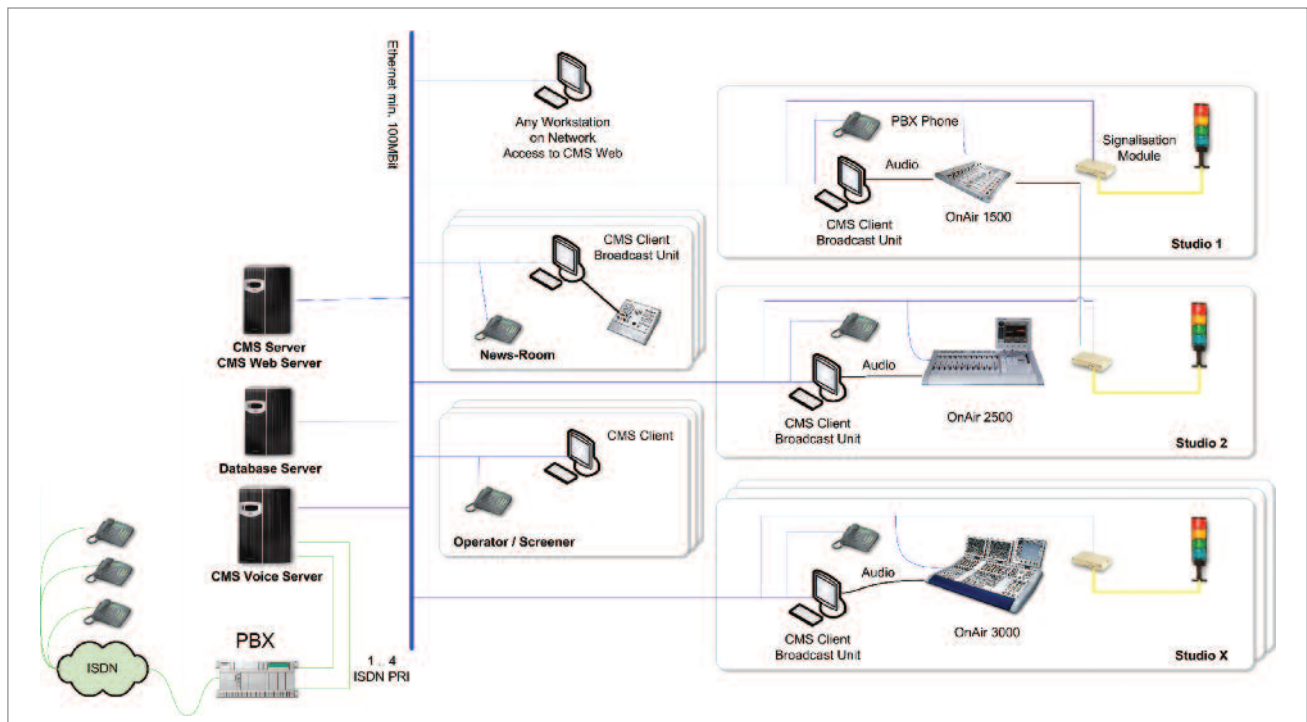 Ethernet min. 100MBit
Any Workstation
on Network
Access to CMS Web
PBX Phone
Signalisation
Module
Audio
OnAir 1500
CMS Client
Broadcast Unit
Studio 1
CMS Client
Broadcast Unit
News-Room
CMS Server
CMS Web Server
Audio
OnAir 2500
CMS Client
Broadcast Unit
Studio 2
CMS Client
Operator / Screener
Database Server
CMS Voice Server
Audio
OnAir 3000
CMS Client
Broadcast Unit
Studio X
PBX
ISDN
1 .. 4
ISDN PRI